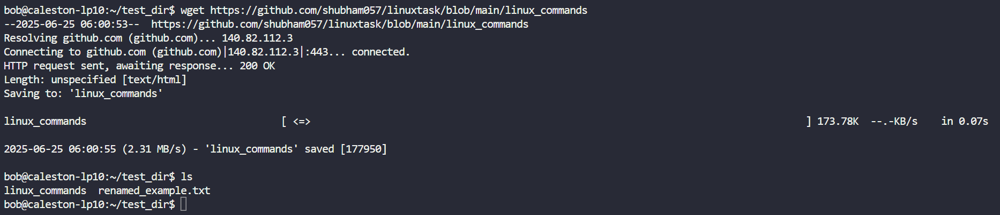 bob@caleston-lp10:~/test_dir$ wget https://github.com/shubham057/linuxtask/blob/main/linux_commands
--2025-06-25 06:00:53--  https://github.com/shubham057/linuxtask/blob/main/linux_commands
Resolving github.com (github.com)... 140.82.112.3
Connecting to github.com (github.com)|140.82.112.3|:443... connected.
HTTP request sent, awaiting response... 200 OK
Length: unspecified [text/html]
Saving to: 'linux_commands'
linux_commands [ <=> ] 173.78K --.-KB/s in 0.07s
2025-06-25 06:00:55 (2.31 MB/s) - 'linux_commands' saved [177950]
bob@caleston-lp10:~/test_dir$ ls
linux_commands  renamed_example.txt
bob@caleston-lp10:~/test_dir$